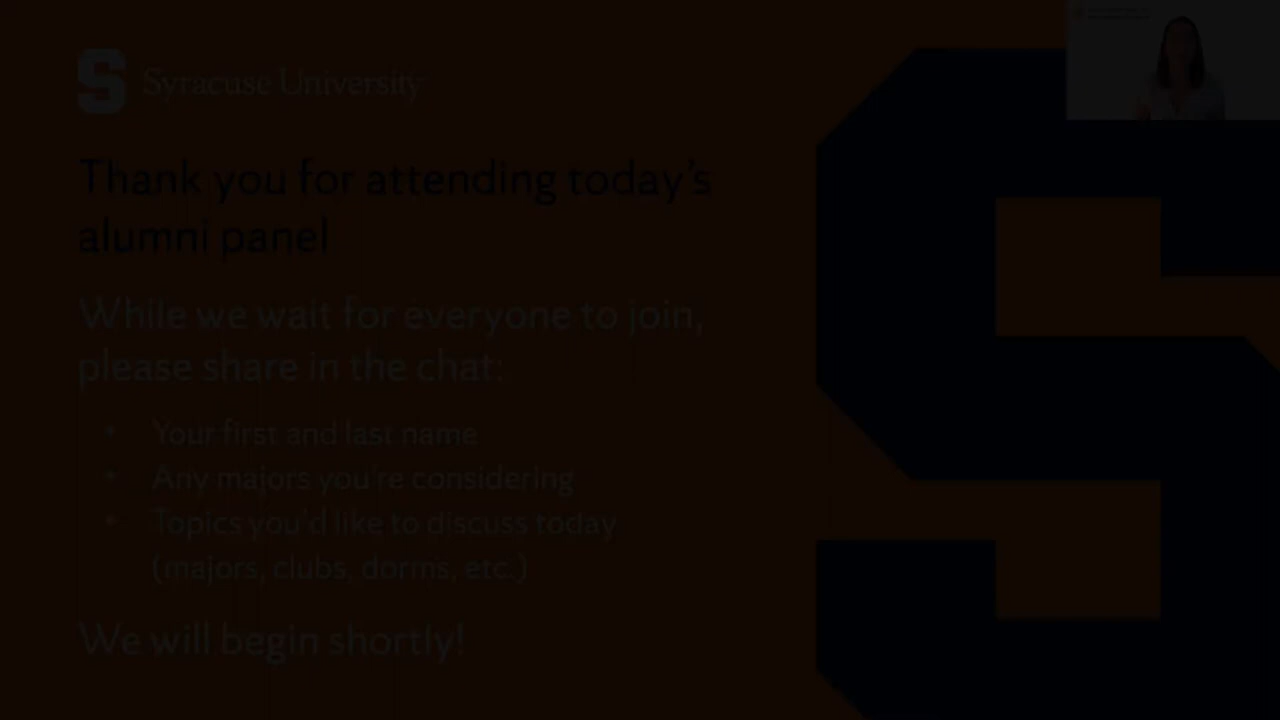 S Syracuse University
Thank you for attending today's
alumni panel
While we wait for everyone to join,
please share in the chat:
• Your first and last name
• Any majors you're considering
• Topics you'd like to discuss today
(majors, clubs, dorms, etc.)
We will begin shortly!